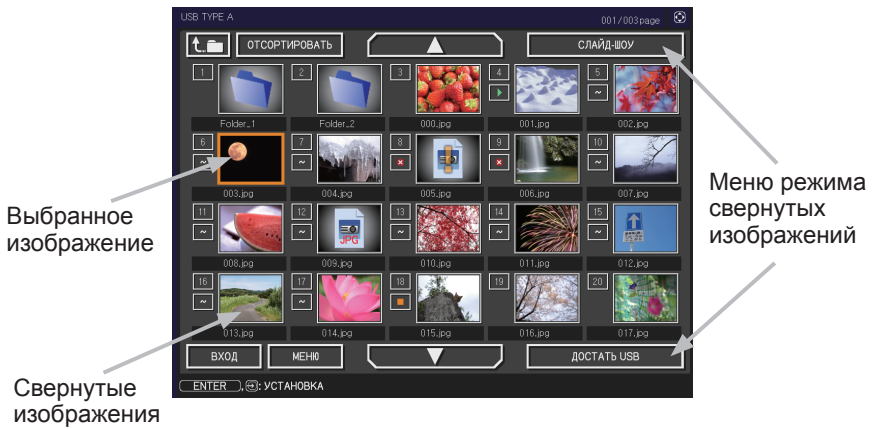 USB TYPE A 001/003 page
ОТСОРТИРОВАТЬ СЛАЙД-ШОУ
1 2 3 4 5
Folder_1 Folder_2 000.jpg 001.jpg 002.jpg
6 7 8 9 10
003.jpg 004.jpg 005.jpg 006.jpg 007.jpg
11 12 13 14 15
JPG
008.jpg 009.jpg 010.jpg 011.jpg 012.jpg
16 17 18 19 20
013.jpg 014.jpg 015.jpg 016.jpg 017.jpg
ВХОД МЕНЮ ДОСТАТЬ USB
ENTER , : УСТАНОВКА
Выбранное
изображение
Свернутые
изображения
Меню режима
свернутых
изображений